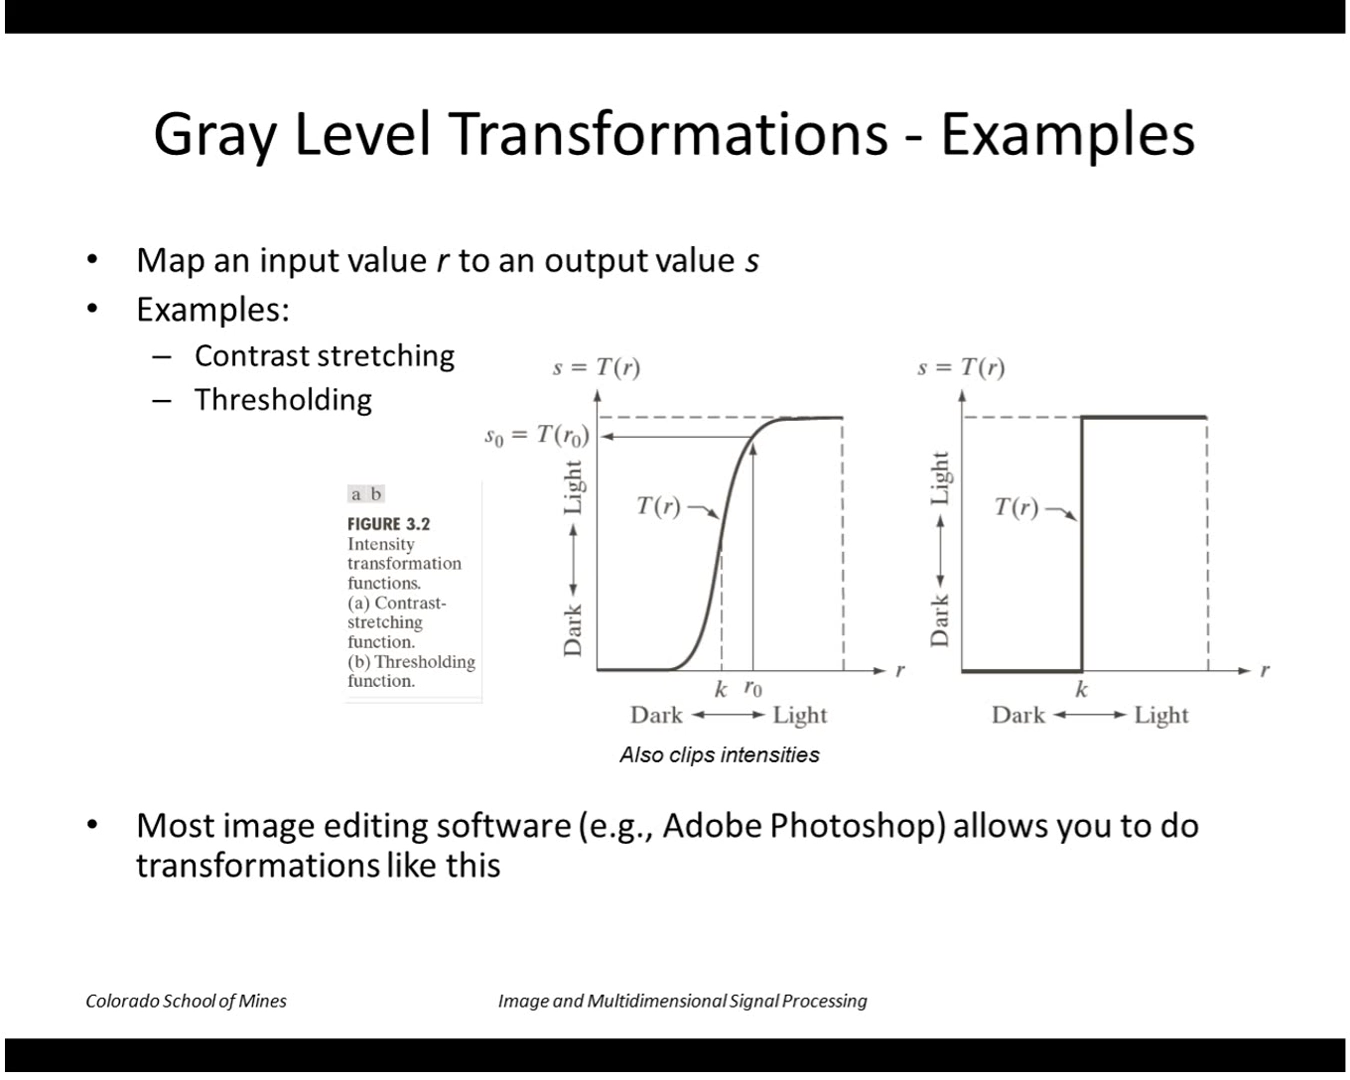 Gray Level Transformations - Examples
• Map an input value r to an output value s
• Examples:
– Contrast stretching
– Thresholding
a b
FIGURE 3.2
Intensity
transformation
functions.
(a) Contrast-
stretching
function.
(b) Thresholding
function.
s = T(r)
s₀ = T(r₀)
Dark Light
T(r)
k r₀
r
Dark Light
Also clips intensities
s = T(r)
Dark Light
T(r)
k
r
Dark Light
• Most image editing software (e.g., Adobe Photoshop) allows you to do
transformations like this
Colorado School of Mines
Image and Multidimensional Signal Processing